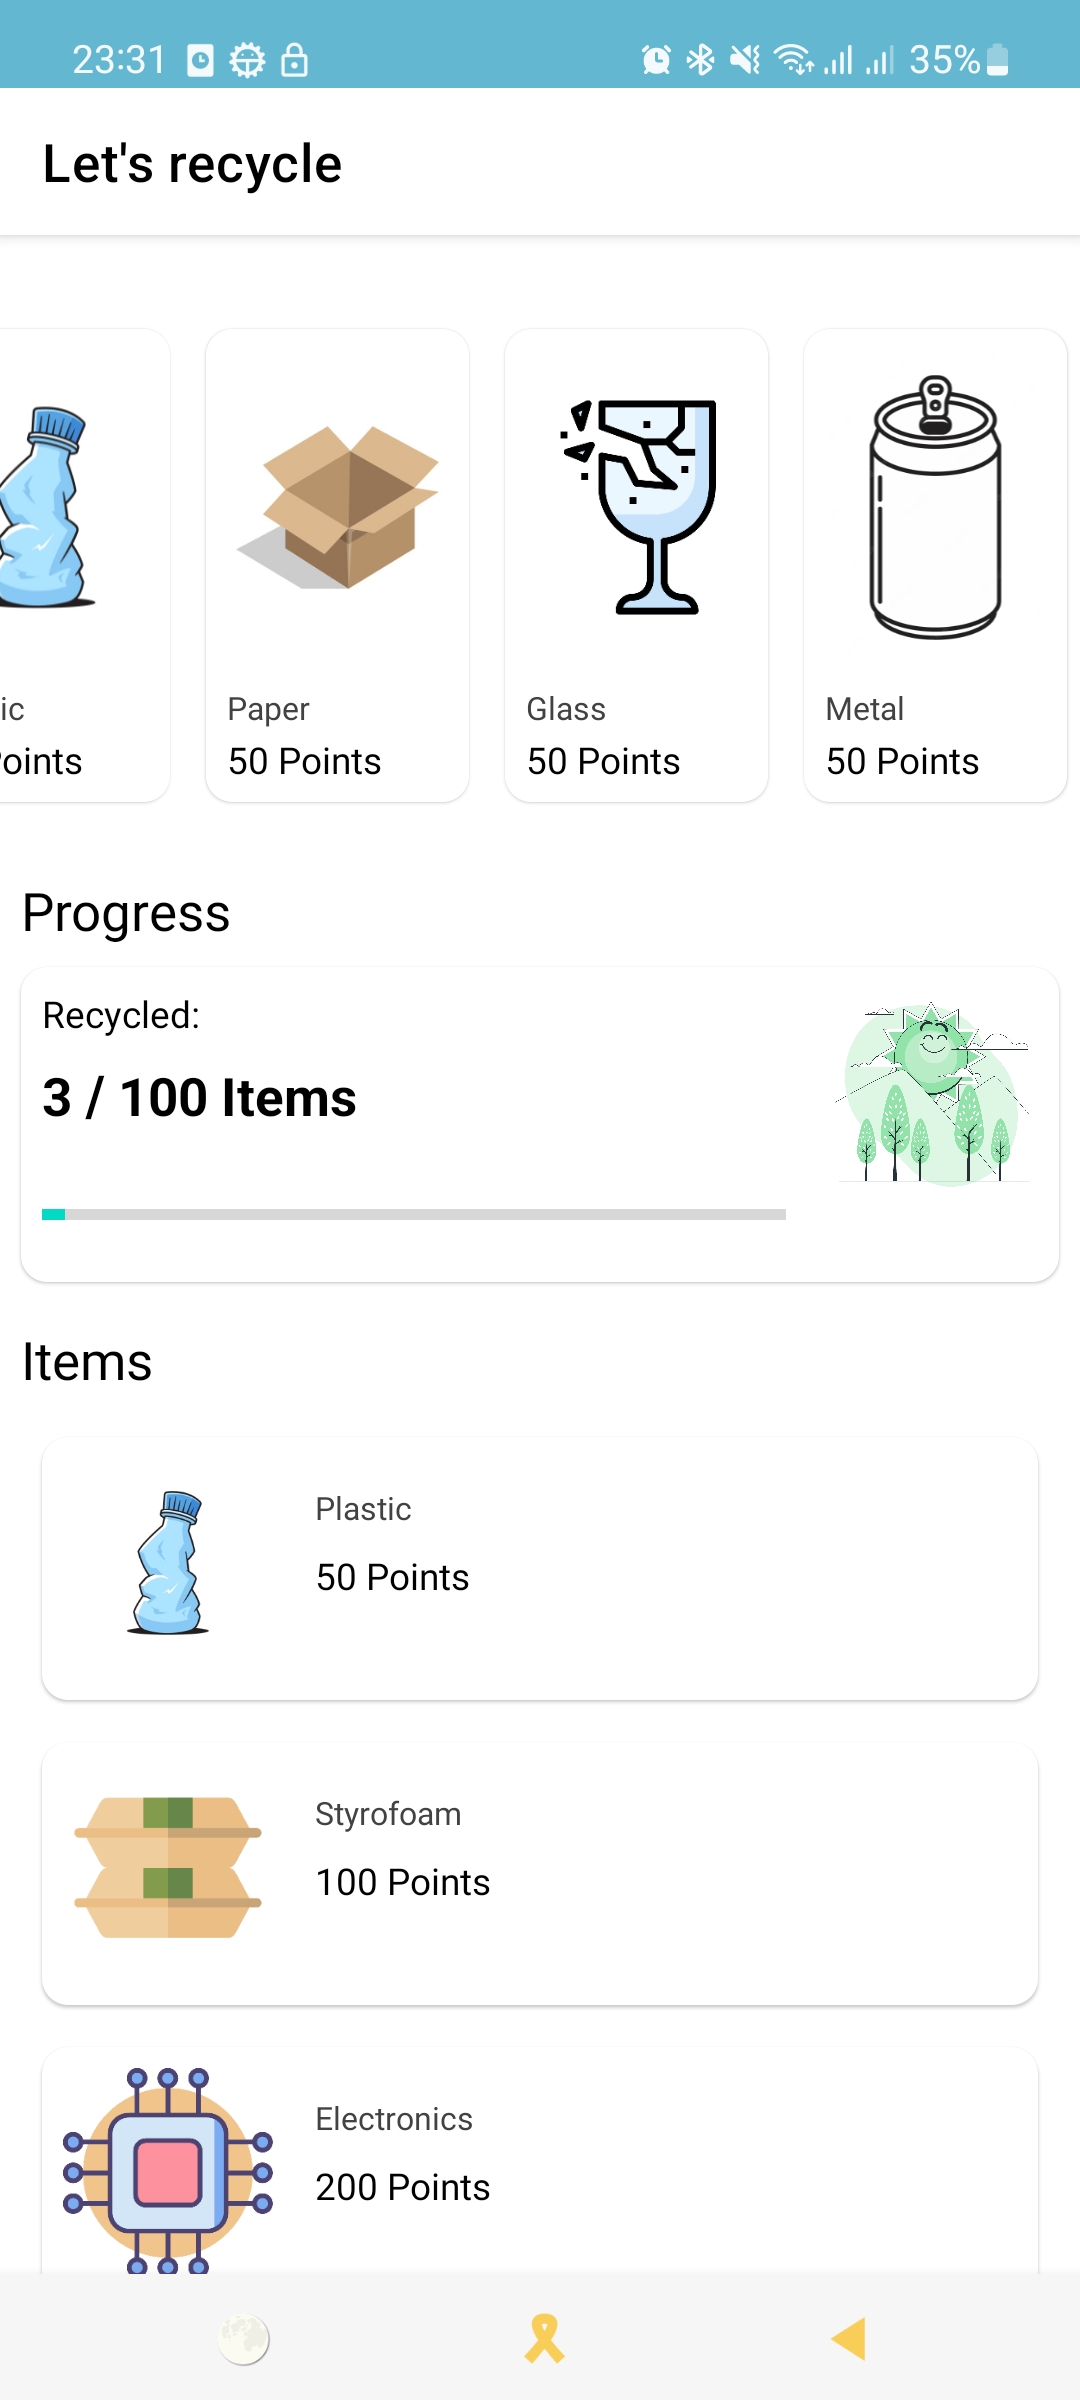 23:31
35%
Let's recycle
ic
oints
Paper
50 Points
Glass
50 Points
Metal
50 Points
Progress
Recycled:
3 / 100 Items
Items
Plastic
50 Points
Styrofoam
100 Points
Electronics
200 Points